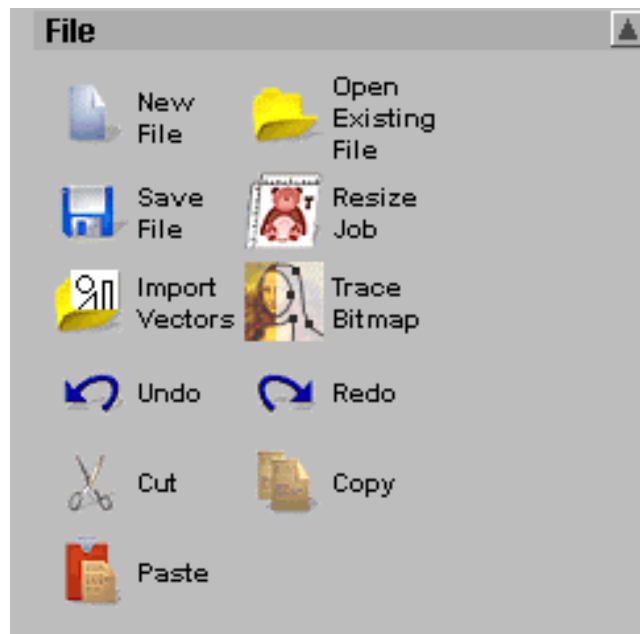 File
New
File
Open
Existing
File
Save
File
Resize
Job
Import
Vectors
Trace
Bitmap
Undo
Redo
Cut
Copy
Paste